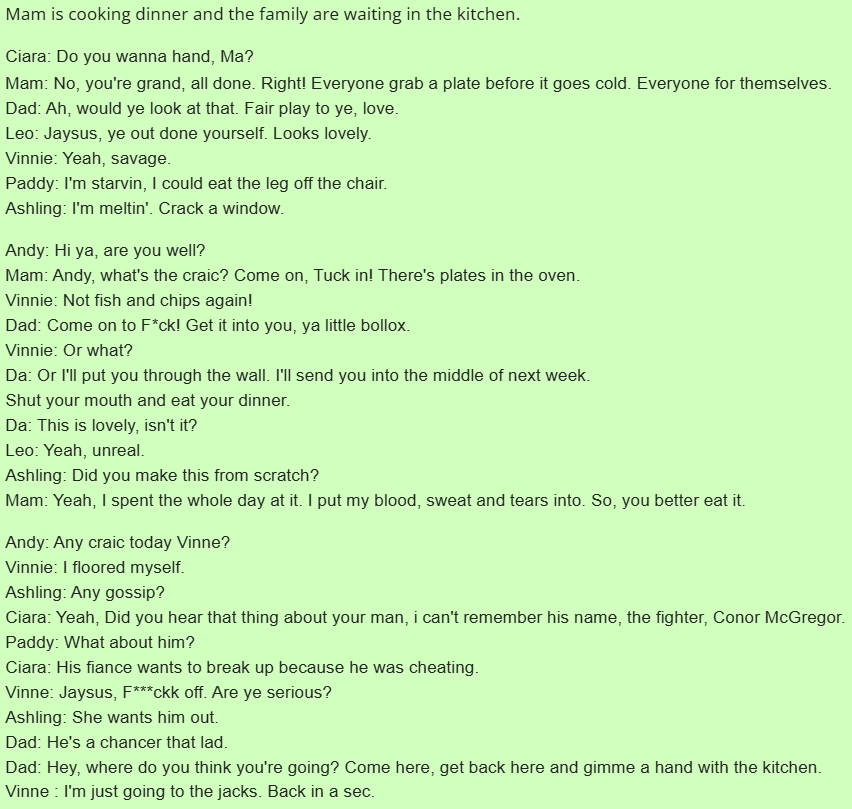 Mam is cooking dinner and the family are waiting in the kitchen.
Ciara: Do you wanna hand, Ma?
Mam: No, you're grand, all done. Right! Everyone grab a plate before it goes cold. Everyone for themselves.
Dad: Ah, would ye look at that. Fair play to ye, love.
Leo: Jaysus, ye out done yourself. Looks lovely.
Vinnie: Yeah, savage.
Paddy: I'm starvin, I could eat the leg off the chair.
Ashling: I'm meltin'. Crack a window.
Andy: Hi ya, are you well?
Mam: Andy, what's the craic? Come on, Tuck in! There's plates in the oven.
Vinnie: Not fish and chips again!
Dad: Come on to F*ck! Get it into you, ya little bollox.
Vinnie: Or what?
Da: Or I'll put you through the wall. I'll send you into the middle of next week.
Shut your mouth and eat your dinner.
Da: This is lovely, isn't it?
Leo: Yeah, unreal.
Ashling: Did you make this from scratch?
Mam: Yeah, I spent the whole day at it. I put my blood, sweat and tears into. So, you better eat it.
Andy: Any craic today Vinne?
Vinnie: I floored myself.
Ashling: Any gossip?
Ciara: Yeah, Did you hear that thing about your man, i can't remember his name, the fighter, Conor McGregor.
Paddy: What about him?
Ciara: His fiance wants to break up because he was cheating.
Vinne: Jaysus, F***ckk off. Are ye serious?
Ashling: She wants him out.
Dad: He's a chancer that lad.
Dad: Hey, where do you think you're going? Come here, get back here and gimme a hand with the kitchen.
Vinne : I'm just going to the jacks. Back in a sec.